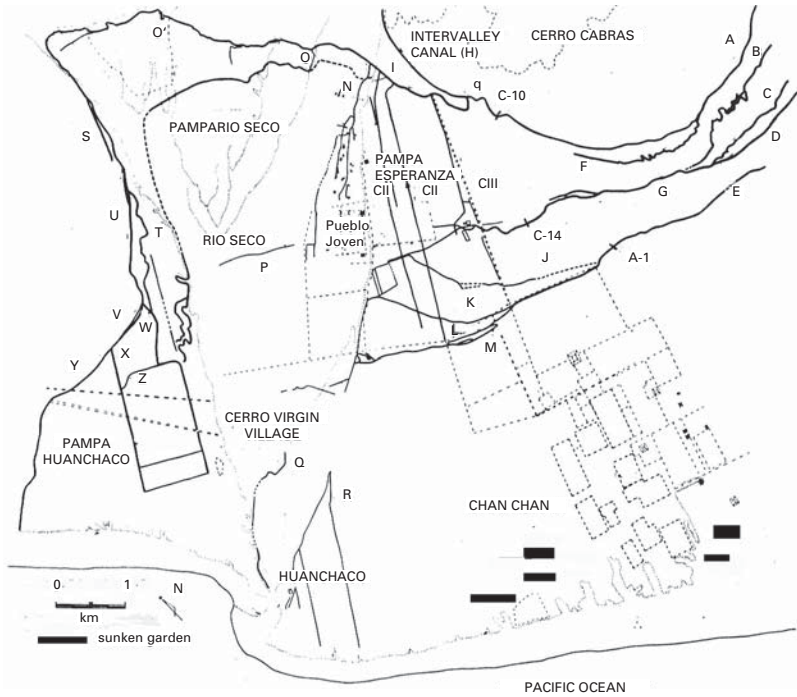 O'
INTERVALLEY
CANAL (H)
CERRO CABRAS
A
B
O
I
N
q
C-10
C
D
S
PAMPARIO SECO
PAMPA
ESPERANZA
CII
CII
CIII
F
G
E
U
T
RIO SECO
Pueblo
Joven
P
C-14
J
A-1
K
V
W
L
M
X
Y
Z
CERRO VIRGIN
VILLAGE
PAMPA
HUANCHACO
Q
R
CHAN CHAN
HUANCHACO
0
1
km
N
sunken garden
PACIFIC OCEAN